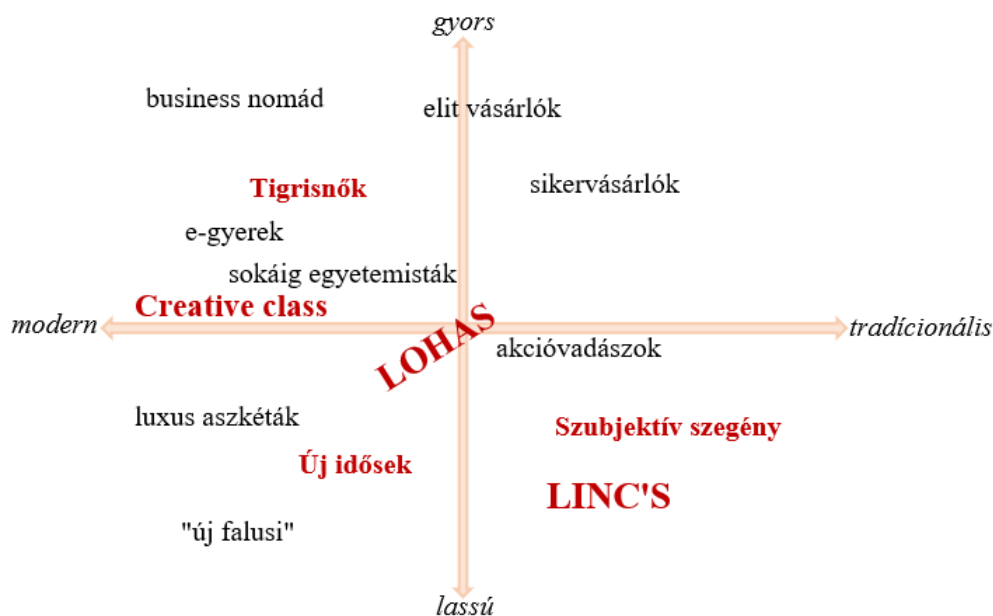 gyors
business nomád
elit vásárlók
sikervásárlók
Tigrisnők
e-gyerek
sokáig egyetemisták
Creative class
modern
LOHAS
tradícionális
akcióvadászok
luxus aszkéták
Szubjektív szegény
Új idősek
LINC'S
"új falusi"
lassú